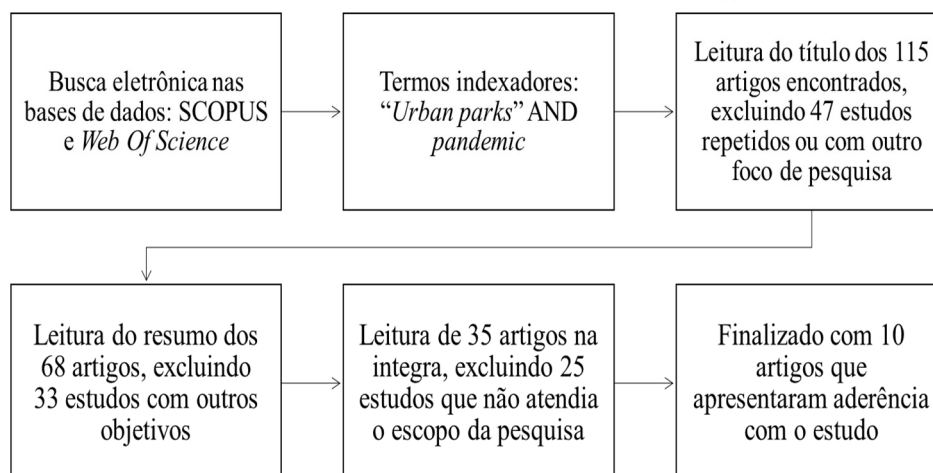 Busca eletrônica nas
bases de dados: SCOPUS
e Web Of Science
Termos indexadores:
“Urban parks” AND
pandemic
Leitura do título dos 115
artigos encontrados,
excluindo 47 estudos
repetidos ou com outro
foco de pesquisa
Leitura do resumo dos
68 artigos, excluindo
33 estudos com outros
objetivos
Leitura de 35 artigos na
integra, excluindo 25
estudos que não atendia
o escopo da pesquisa
Finalizado com 10
artigos que
apresentaram aderência
com o estudo